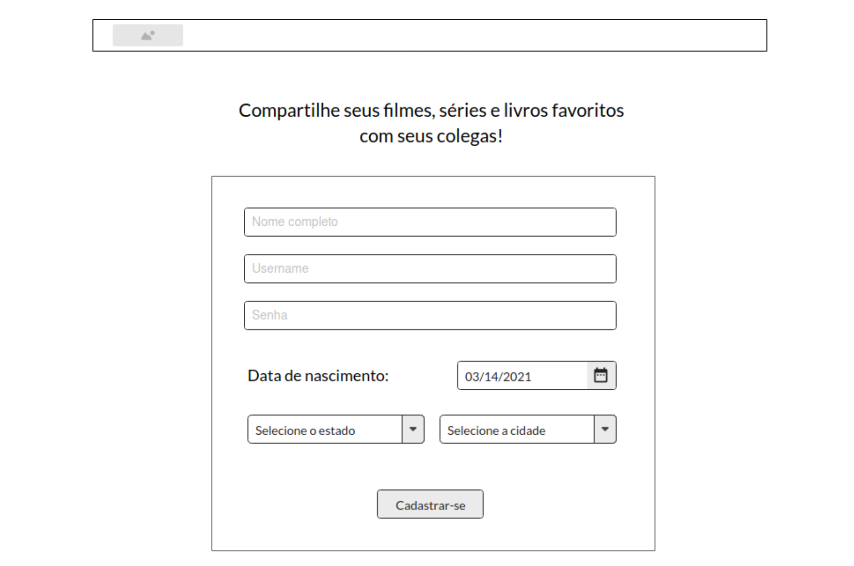 Compartilhe seus filmes, séries e livros favoritos
com seus colegas!
Nome completo
Username
Senha
Data de nascimento: 03/14/2021
Selecione o estado Selecione a cidade
Cadastrar-se